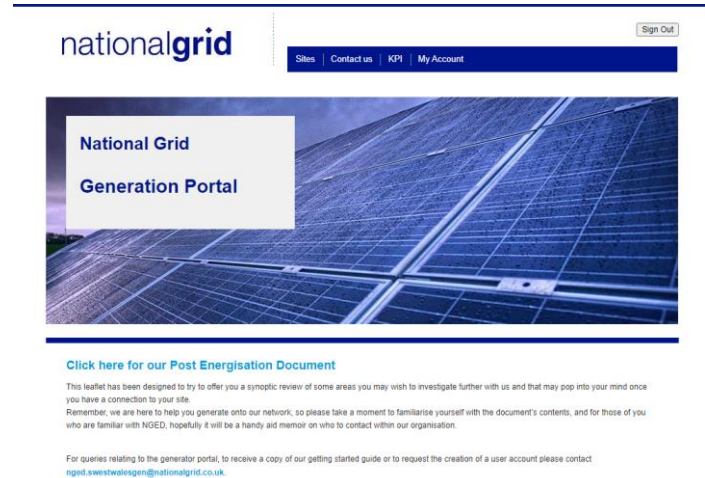 nationalgrid
Sign Out
Sites | Contact us | KPI | My Account
National Grid
Generation Portal
Click here for our Post Energisation Document
This leaflet has been designed to try to offer you a synoptic review of some areas you may wish to investigate further with us and that may pop into your mind once
you have a connection to your site.
Remember, we are here to help you generate onto our network, so please take a moment to familiarise yourself with the document's contents, and for those of you
who are familiar with NGED, hopefully it will be a handy aid memoir on who to contact within our organisation.
For queries relating to the generator portal, to receive a copy of our getting started guide or to request the creation of a user account please contact
nged.swestwalesgen@nationalgrid.co.uk.